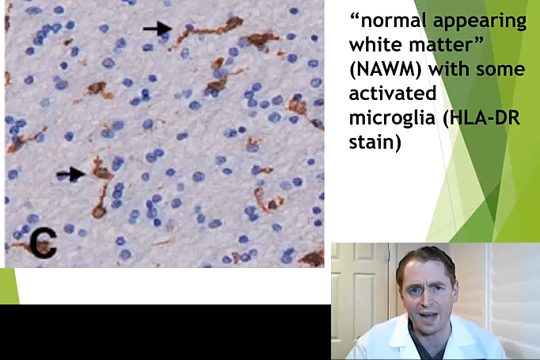 “normal appearing
white matter”
(NAWM) with some
activated
microglia (HLA-DR
stain)
C